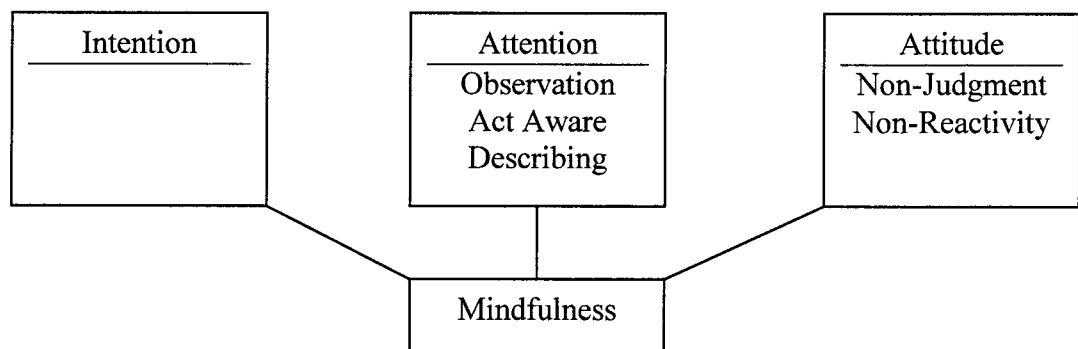 Intention
Attention
Observation
Act Aware
Describing
Attitude
Non-Judgment
Non-Reactivity
Mindfulness